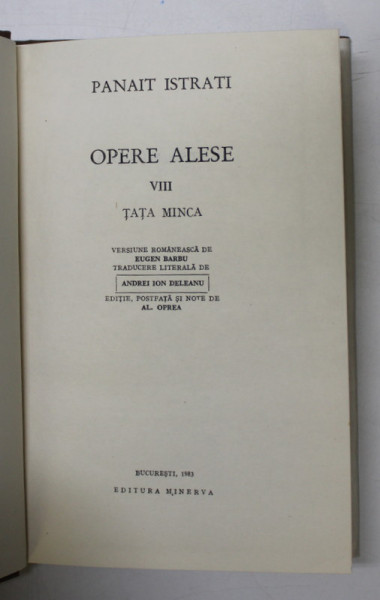 PANAIT ISTRATI
OPERE ALESE
VIII
ȚAȚA MINCA
VERSIUNE ROMÂNEASCĂ DE
EUGEN BARBU
TRADUCERE LITERALĂ DE
ANDREI ION DELEANU
EDIȚIE, POSTFAȚĂ ȘI NOTE DE
AL. OPREA
BUCUREȘTI, 1983
EDITURA MINERVA